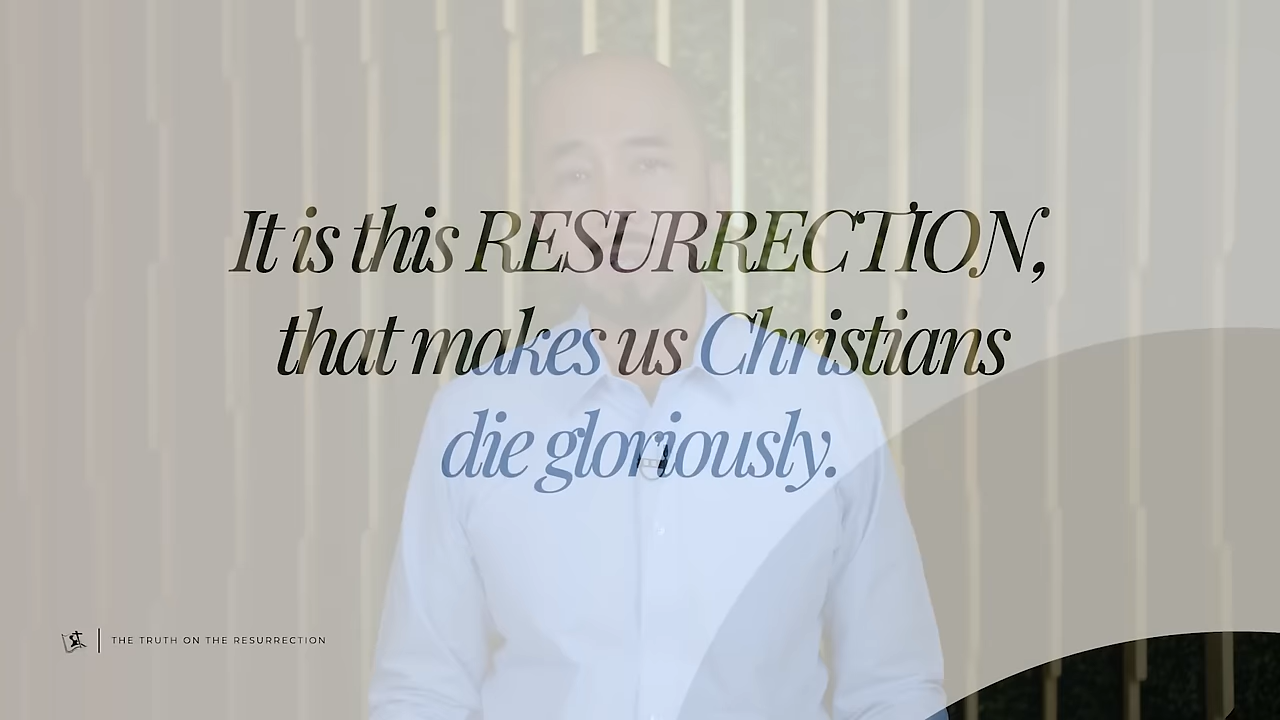 It is this RESURRECTION,
that makes us Christians
die gloriously.
THE TRUTH ON THE RESURRECTION